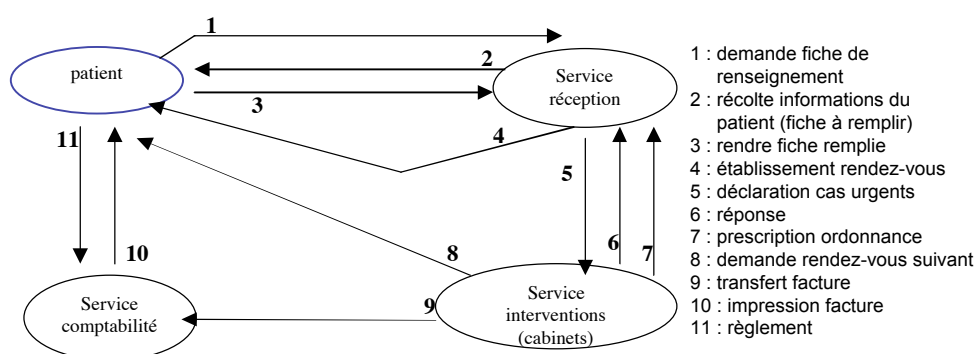 1
patient
2
Service
réception
3
4
11
5
6
7
8
10
9
Service
comptabilité
Service
interventions
(cabinets)
1 : demande fiche de
renseignement
2 : récolte informations du
patient (fiche à remplir)
3 : rendre fiche remplie
4 : établissement rendez-vous
5 : déclaration cas urgents
6 : réponse
7 : prescription ordonnance
8 : demande rendez-vous suivant
9 : transfert facture
10 : impression facture
11 : règlement